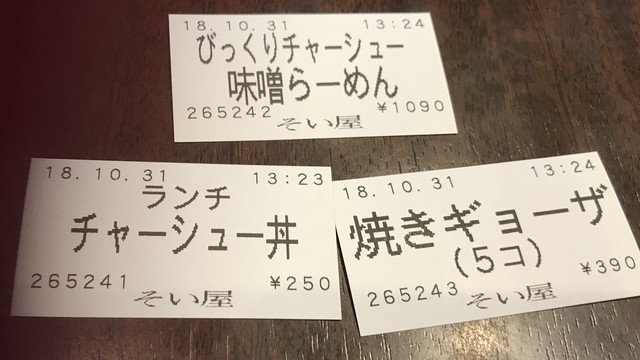 18.10.31 13:24
びっくりチャーシュー
味噌らーめん
265242 そい屋 ¥1090
18.10.31 13:23
ランチ
チャーシュー丼
265241 そい屋 ¥250
18.10.31 13:24
焼きギョーザ
(5コ)
265243 そい屋 ¥390